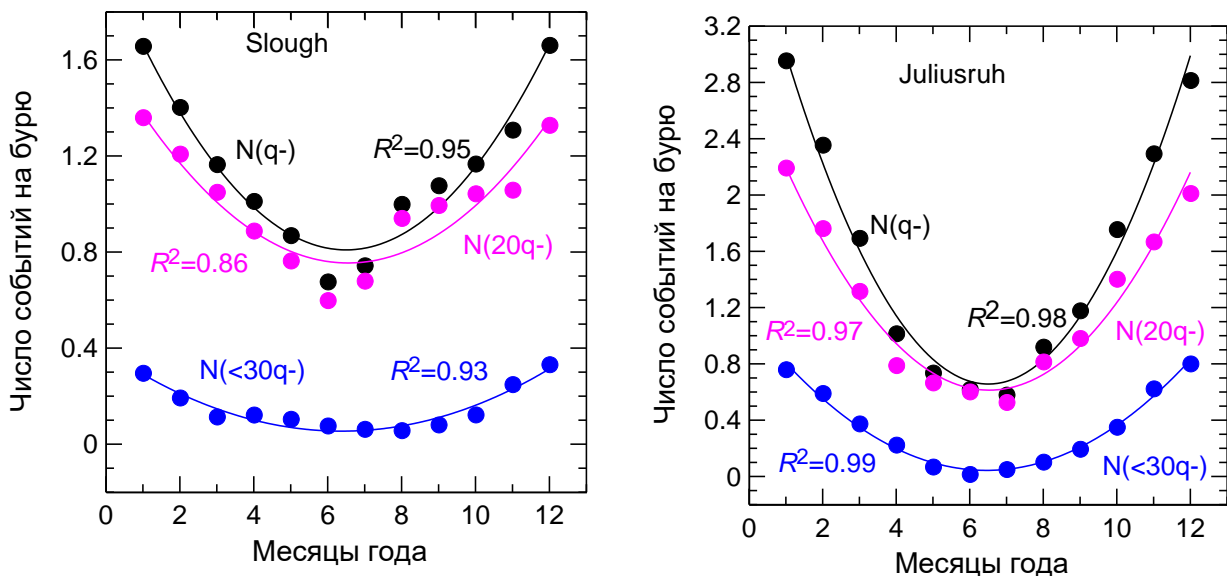 Slough
N(q-)
R²=0.95
R²=0.86
N(20q-)
N(<30q-)
R²=0.93
Число событий на бурю
1.6
1.2
0.8
0.4
0
0 2 4 6 8 10 12
Месяцы года
Juliusruh
N(q-)
R²=0.97
R²=0.98
N(20q-)
R²=0.99
N(<30q-)
Число событий на бурю
3.2
2.8
2.4
2
1.6
1.2
0.8
0.4
0
0 2 4 6 8 10 12
Месяцы года